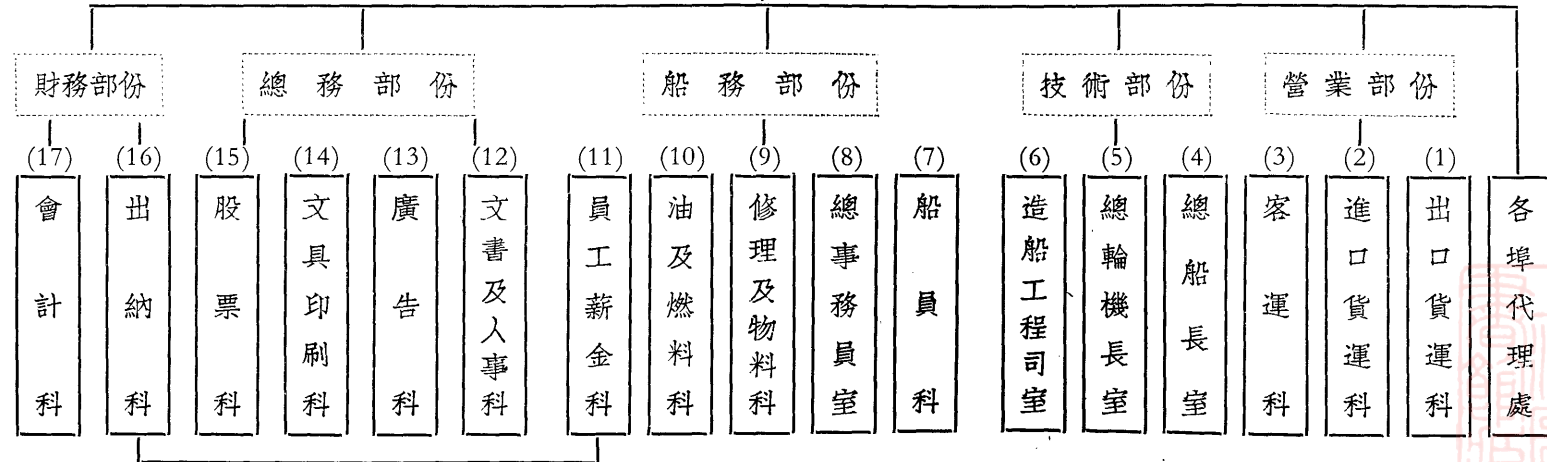 財務部份
總務部份
船務部份
技術部份
營業部份
(17)
(16)
(15)
(14)
(13)
(12)
(11)
(10)
(9)
(8)
(7)
(6)
(5)
(4)
(3)
(2)
(1)
會計科
出納科
股票科
文具印刷科
廣告科
文書及人事科
員工薪金科
油及燃料科
修理及物料科
總事務員室
船員科
造船工程司室
總輪機長室
總船長室
客運科
進口貨運科
出口貨運科
各埠代理處